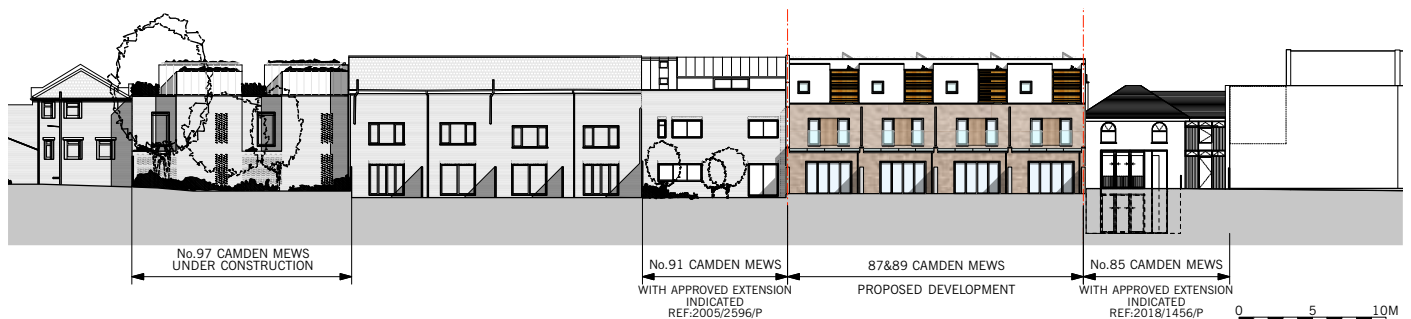 No.97 CAMDEN MEWS
UNDER CONSTRUCTION
No.91 CAMDEN MEWS
WITH APPROVED EXTENSION
INDICATED
REF:2005/2596/P
87&89 CAMDEN MEWS
PROPOSED DEVELOPMENT
No.85 CAMDEN MEWS
WITH APPROVED EXTENSION
INDICATED
REF:2018/1456/P
0 5 10M